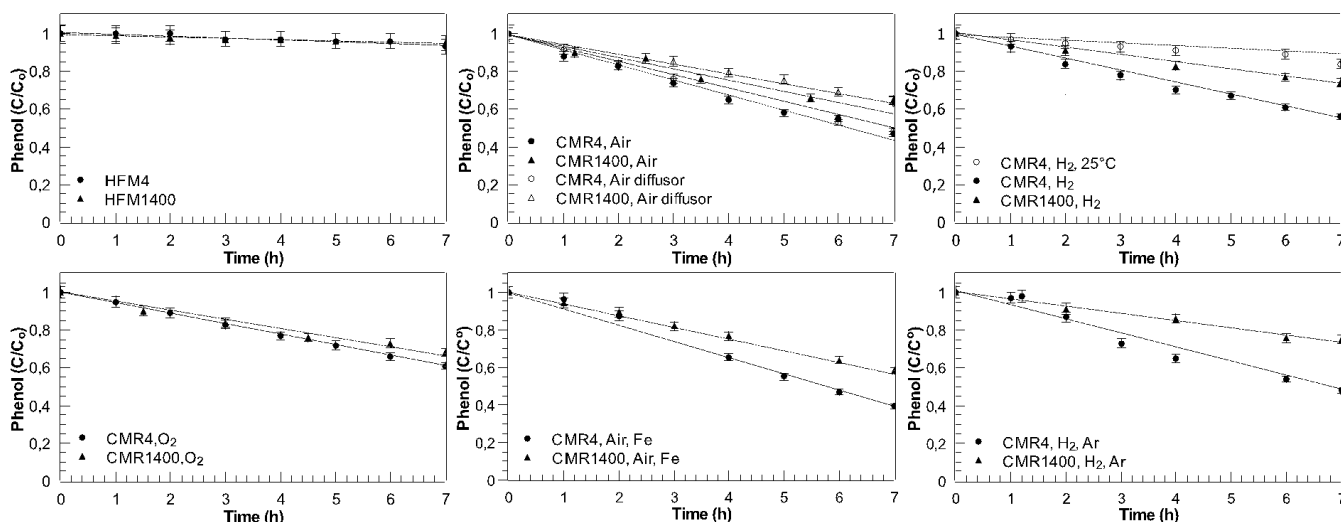 Phenol (C/Co)
1
0,8
0,6
0,4
0,2
0
HFM4
HFM1400
0 1 2 3 4 5 6 7
Time (h)
Phenol (C/Co)
1
0,8
0,6
0,4
0,2
0
CMR4, Air
CMR1400, Air
CMR4, Air diffusor
CMR1400, Air diffusor
0 1 2 3 4 5 6 7
Time (h)
Phenol (C/Co)
1
0,8
0,6
0,4
0,2
0
CMR4, H2, 25°C
CMR4, H2
CMR1400, H2
0 1 2 3 4 5 6 7
Time (h)
Phenol (C/Co)
1
0,8
0,6
0,4
0,2
0
CMR4,O2
CMR1400,O2
0 1 2 3 4 5 6 7
Time (h)
Phenol (C/C°)
1
0,8
0,6
0,4
0,2
0
CMR4, Air, Fe
CMR1400, Air, Fe
0 1 2 3 4 5 6 7
Time (h)
Phenol (C/C°)
1
0,8
0,6
0,4
0,2
0
CMR4, H2, Ar
CMR1400, H2, Ar
0 1 2 3 4 5 6 7
Time (h)